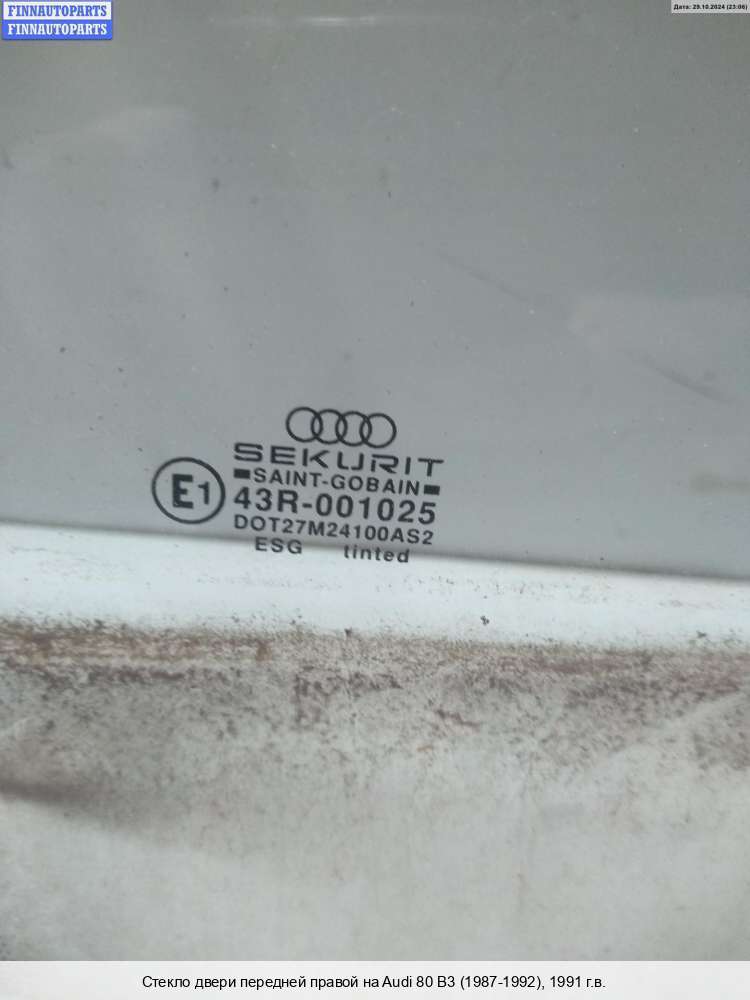 FINNAUTOPARTS
FINNAUTOPARTS
Дата: 29.10.2024 (23:06)
SEKURIT
SAINT-GOBAIN
E1 43R-001025
DOT27M24100AS2
ESG tinted
Стекло двери передней правой на Audi 80 B3 (1987-1992), 1991 г.в.